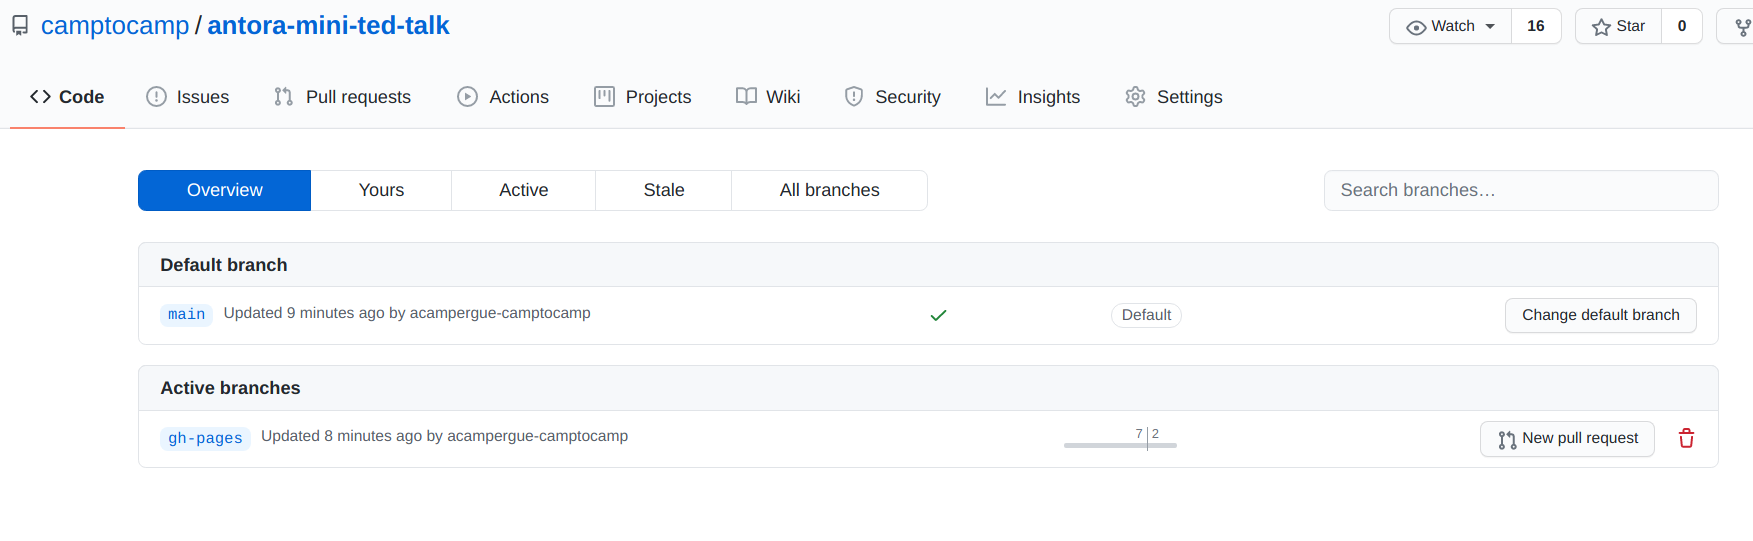 camptocamp / antora-mini-ted-talk
Watch 16 Star 0
Code Issues Pull requests Actions Projects Wiki Security Insights Settings
Overview Yours Active Stale All branches Search branches…
Default branch
main Updated 9 minutes ago by acampergue-camptocamp Default Change default branch
Active branches
gh-pages Updated 8 minutes ago by acampergue-camptocamp 7 2 New pull request